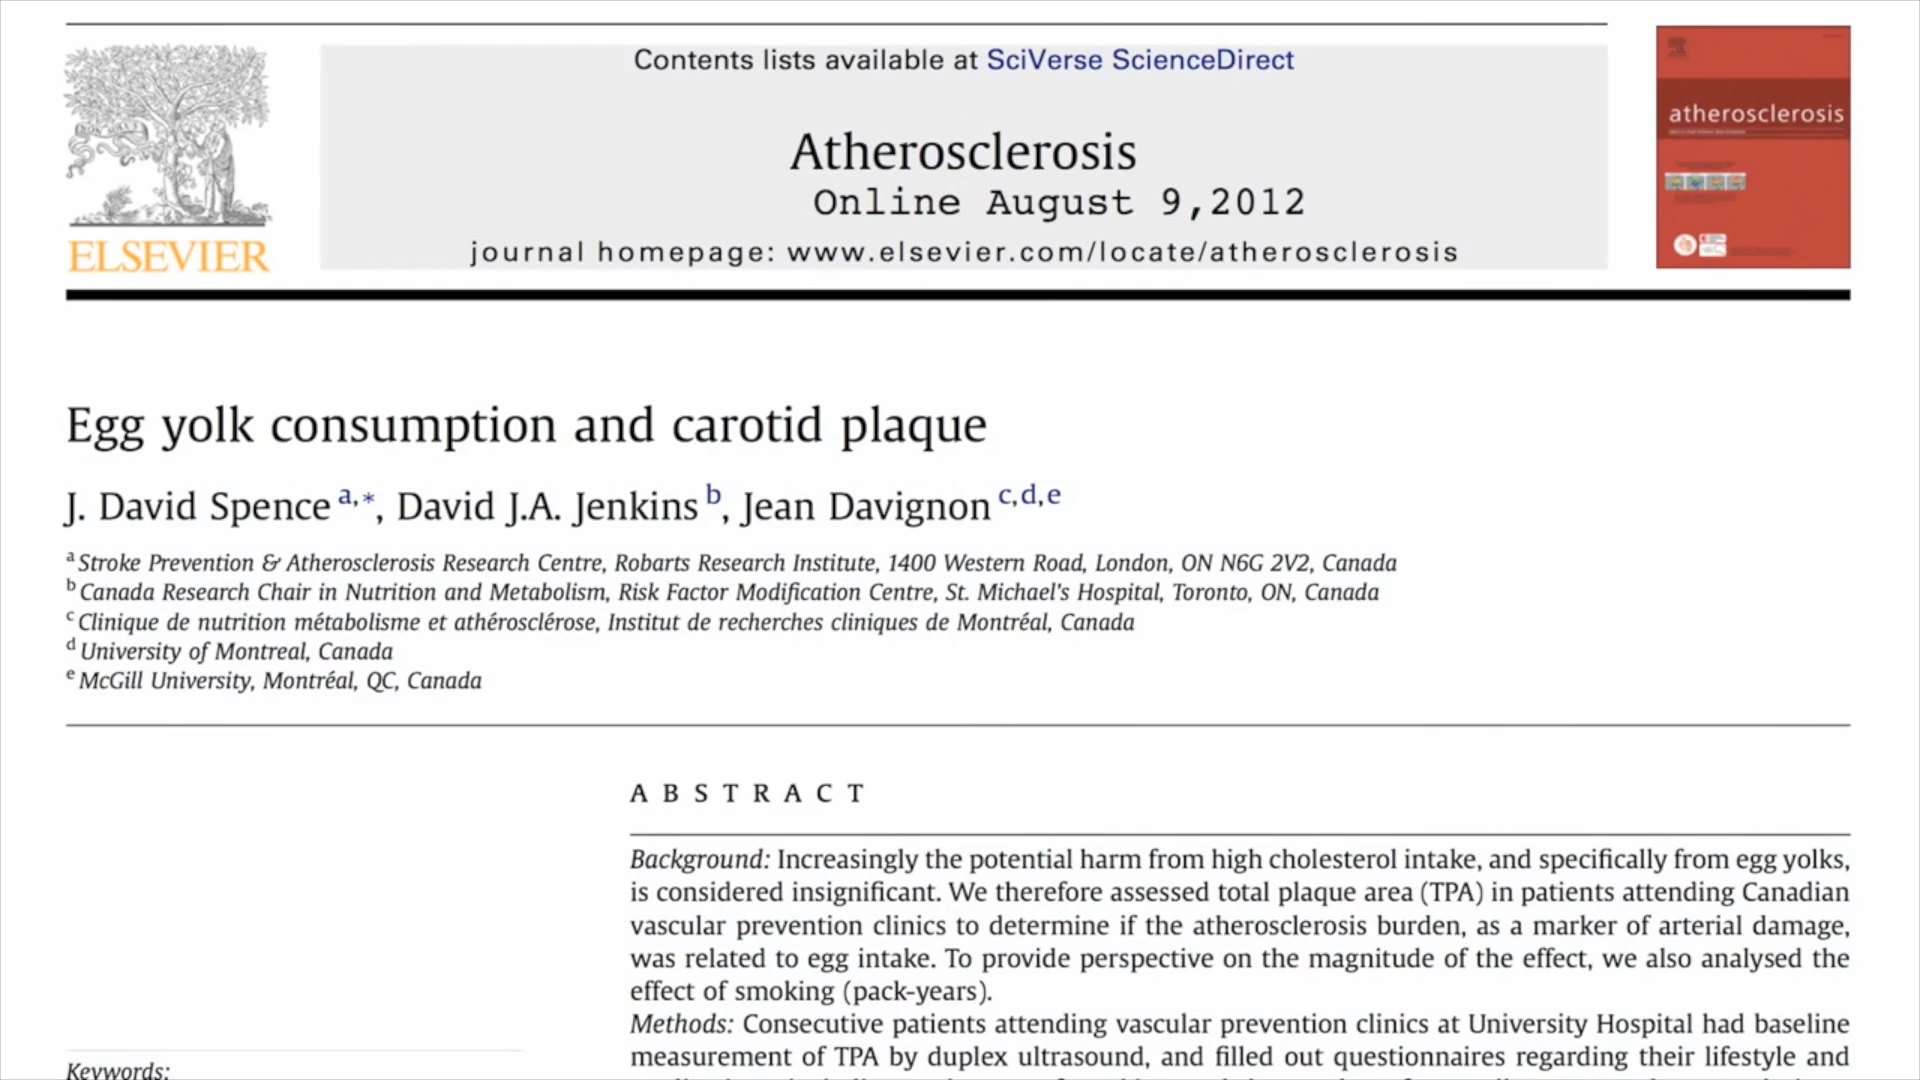 Contents lists available at SciVerse ScienceDirect
Atherosclerosis
Online August 9,2012
journal homepage: www.elsevier.com/locate/atherosclerosis
ELSEVIER
atherosclerosis
Egg yolk consumption and carotid plaque
J. David Spence a,*, David J.A. Jenkins b, Jean Davignon c,d,e
a Stroke Prevention & Atherosclerosis Research Centre, Robarts Research Institute, 1400 Western Road, London, ON N6G 2V2, Canada
b Canada Research Chair in Nutrition and Metabolism, Risk Factor Modification Centre, St. Michael's Hospital, Toronto, ON, Canada
c Clinique de nutrition métabolisme et athérosclérose, Institut de recherches cliniques de Montréal, Canada
d University of Montreal, Canada
e McGill University, Montréal, QC, Canada
ABSTRACT
Background: Increasingly the potential harm from high cholesterol intake, and specifically from egg yolks,
is considered insignificant. We therefore assessed total plaque area (TPA) in patients attending Canadian
vascular prevention clinics to determine if the atherosclerosis burden, as a marker of arterial damage,
was related to egg intake. To provide perspective on the magnitude of the effect, we also analysed the
effect of smoking (pack-years).
Methods: Consecutive patients attending vascular prevention clinics at University Hospital had baseline
measurement of TPA by duplex ultrasound, and filled out questionnaires regarding their lifestyle and
Keywords: